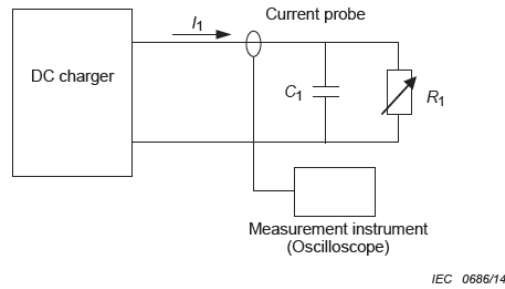 Current probe
I₁
DC charger
C₁
R₁
Measurement instrument
(Oscilloscope)
IEC 0686/14